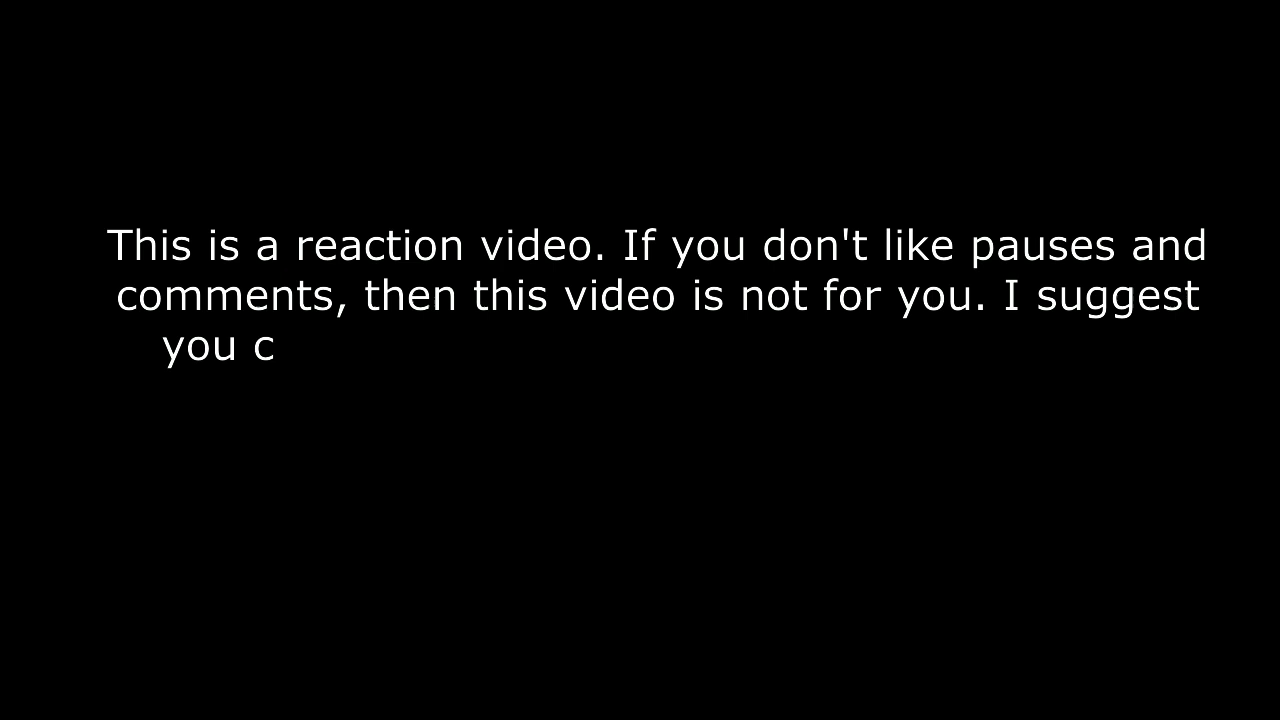 This is a reaction video. If you don't like pauses and
comments, then this video is not for you. I suggest
you c